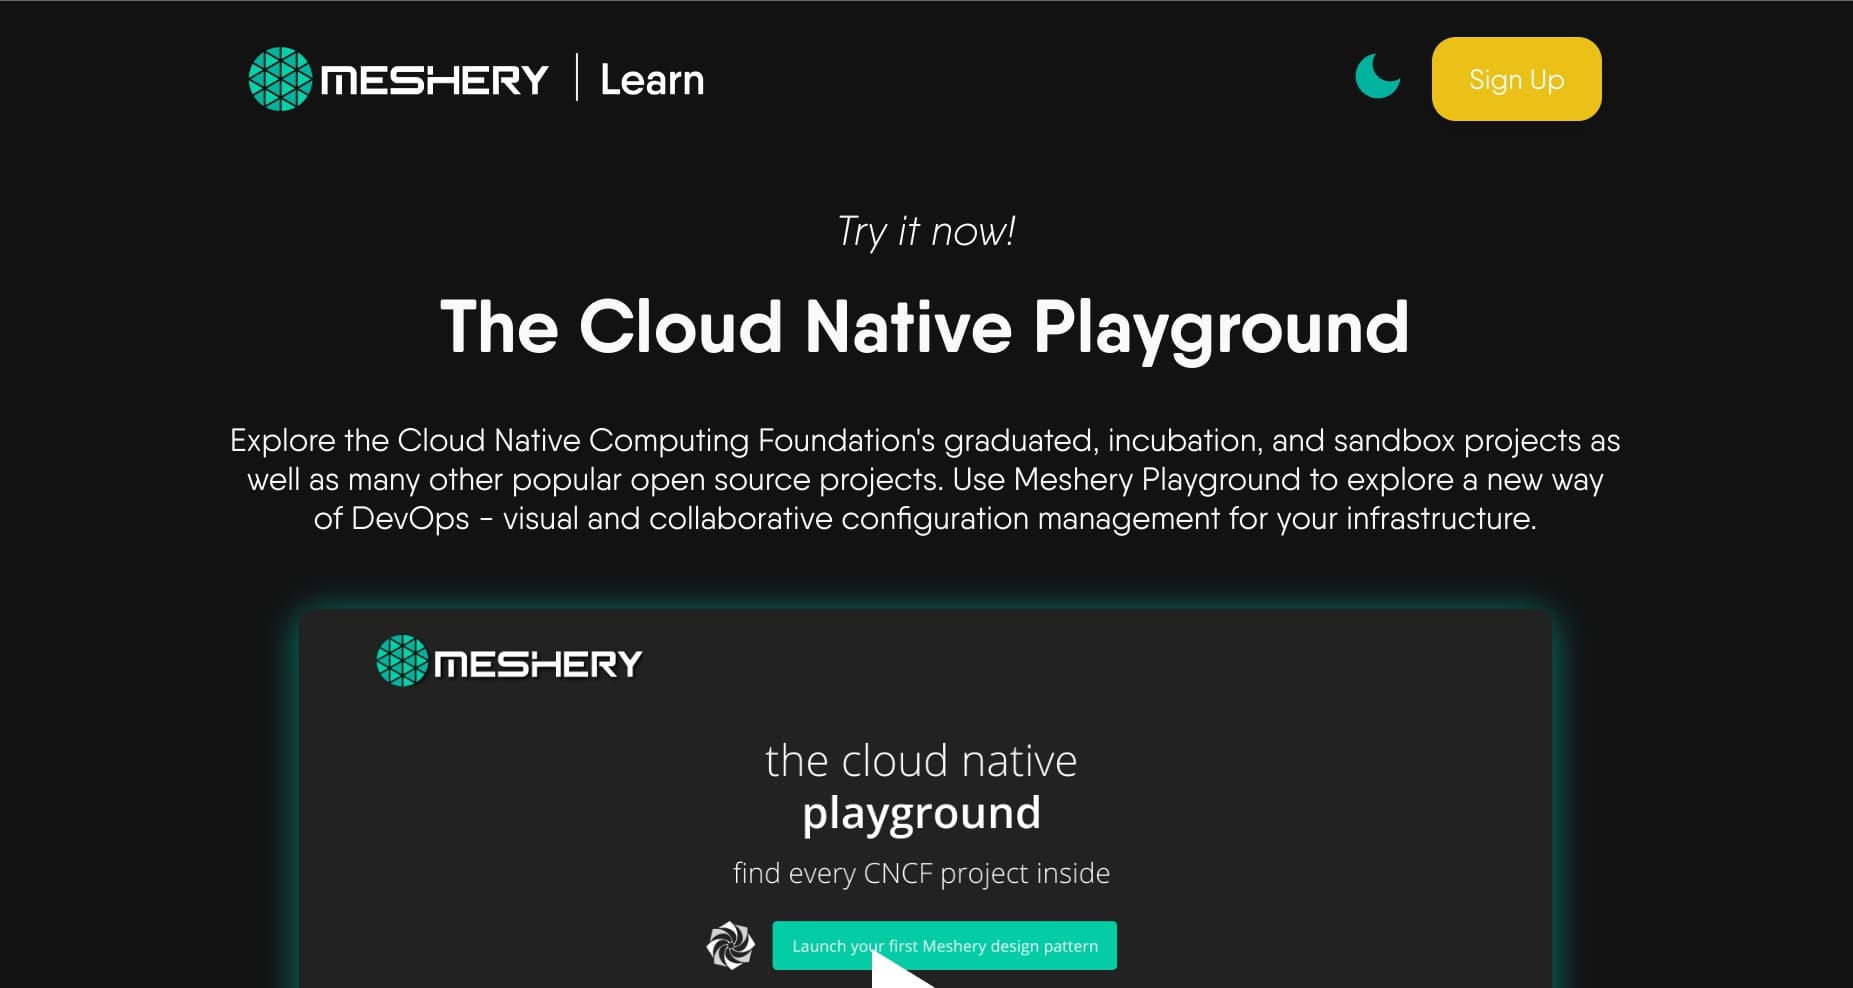 MESHERY | Learn
Sign Up
Try it now!
The Cloud Native Playground
Explore the Cloud Native Computing Foundation's graduated, incubation, and sandbox projects as
well as many other popular open source projects. Use Meshery Playground to explore a new way
of DevOps - visual and collaborative configuration management for your infrastructure.
MESHERY
the cloud native
playground
find every CNCF project inside
Launch your first Meshery design pattern